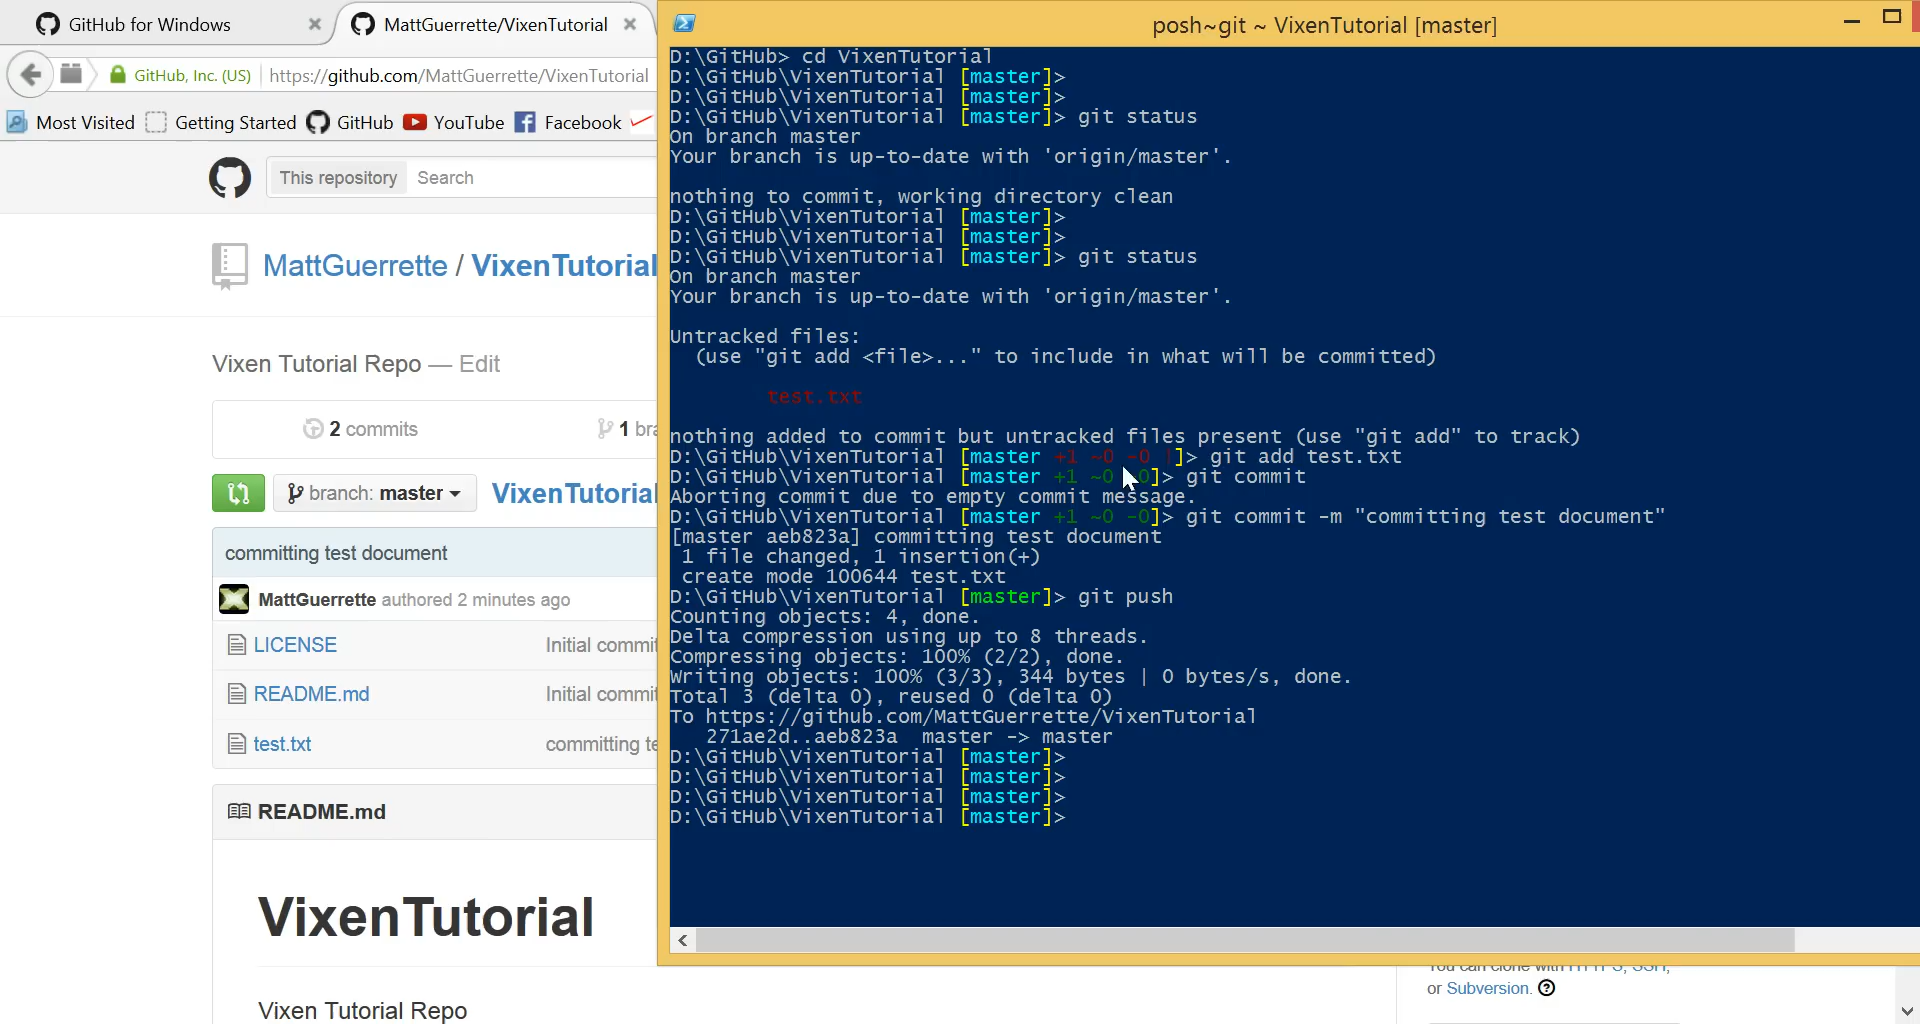 GitHub for Windows
MattGuerrette/VixenTutorial
GitHub, Inc. (US)
https://github.com/MattGuerrette/VixenTutorial
Most Visited
Getting Started
GitHub
YouTube
Facebook
This repository
Search
MattGuerrette / VixenTutorial
Vixen Tutorial Repo — Edit
2 commits
1
branch: master
VixenTutorial
committing test document
MattGuerrette authored 2 minutes ago
LICENSE Initial commit
README.md Initial commit
test.txt committing
README.md
VixenTutorial
Vixen Tutorial Repo
posh~git ~ VixenTutorial [master]
D:\GitHub> cd VixenTutorial
D:\GitHub\VixenTutorial [master]>
D:\GitHub\VixenTutorial [master]>
D:\GitHub\VixenTutorial [master]> git status
On branch master
Your branch is up-to-date with 'origin/master'.
nothing to commit, working directory clean
D:\GitHub\VixenTutorial [master]>
D:\GitHub\VixenTutorial [master]>
D:\GitHub\VixenTutorial [master]> git status
On branch master
Your branch is up-to-date with 'origin/master'.
Untracked files:
(use "git add <file>..." to include in what will be committed)
test.txt
nothing added to commit but untracked files present (use "git add" to track)
D:\GitHub\VixenTutorial [master +1 ~0 -0 !]> git add test.txt
D:\GitHub\VixenTutorial [master +1 ~0 -0]> git commit
Aborting commit due to empty commit message.
D:\GitHub\VixenTutorial [master +1 ~0 -0]> git commit -m "committing test document"
[master aeb823a] committing test document
1 file changed, 1 insertion(+)
create mode 100644 test.txt
D:\GitHub\VixenTutorial [master]> git push
Counting objects: 4, done.
Delta compression using up to 8 threads.
Compressing objects: 100% (2/2), done.
Writing objects: 100% (3/3), 344 bytes | 0 bytes/s, done.
Total 3 (delta 0), reused 0 (delta 0)
To https://github.com/MattGuerrette/VixenTutorial
271ae2d..aeb823a master -> master
D:\GitHub\VixenTutorial [master]>
D:\GitHub\VixenTutorial [master]>
D:\GitHub\VixenTutorial [master]>
D:\GitHub\VixenTutorial [master]>
You can clone with HTTPS, SSH,
or Subversion.